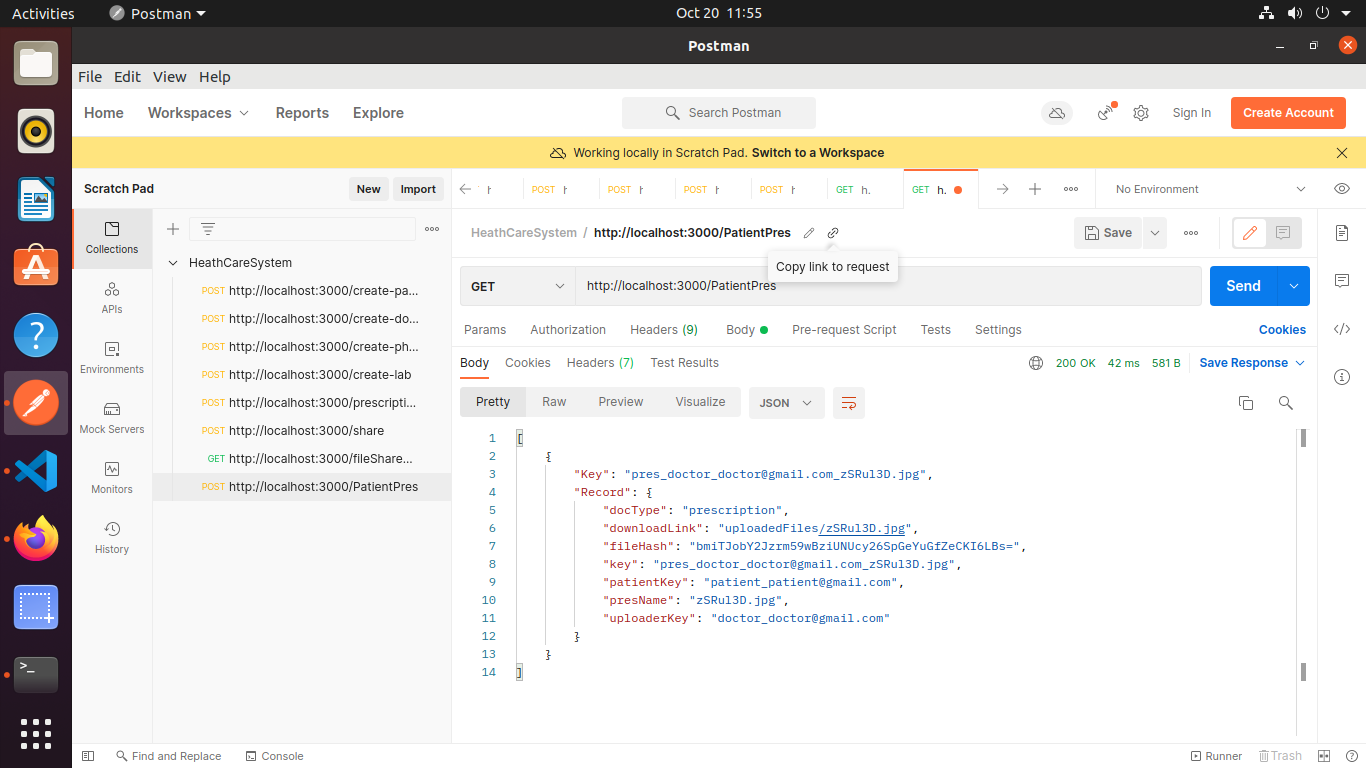 Activities Postman Oct 20 11:55
Postman
File Edit View Help
Home Workspaces Reports Explore Search Postman Sign In Create Account
Working locally in Scratch Pad. Switch to a Workspace
Scratch Pad New Import
POST POST POST POST GET h. GET h. No Environment
Collections
APIs
Environments
Mock Servers
Monitors
History
HeathCareSystem
POST http://localhost:3000/create-pa...
POST http://localhost:3000/create-do...
POST http://localhost:3000/create-ph...
POST http://localhost:3000/create-lab
POST http://localhost:3000/prescripti...
POST http://localhost:3000/share
GET http://localhost:3000/fileShare...
POST http://localhost:3000/PatientPres
HeathCareSystem / http://localhost:3000/PatientPres Save
Copy link to request
GET http://localhost:3000/PatientPres Send
Params Authorization Headers (9) Body Pre-request Script Tests Settings Cookies
Body Cookies Headers (7) Test Results 200 OK 42 ms 581 B Save Response
Pretty Raw Preview Visualize JSON
1 [
2 {
3 "Key": "pres_doctor_doctor@gmail.com_zSRul3D.jpg",
4 "Record": {
5 "docType": "prescription",
6 "downloadLink": "uploadedFiles/zSRul3D.jpg",
7 "fileHash": "bmiTJobY2Jzrm59wBziUNUcy26SpGeYuGfZeCKI6LBs=",
8 "key": "pres_doctor_doctor@gmail.com_zSRul3D.jpg",
9 "patientKey": "patient_patient@gmail.com",
10 "presName": "zSRul3D.jpg",
11 "uploaderKey": "doctor_doctor@gmail.com"
12 }
13 }
14 ]
Find and Replace Console Runner Trash